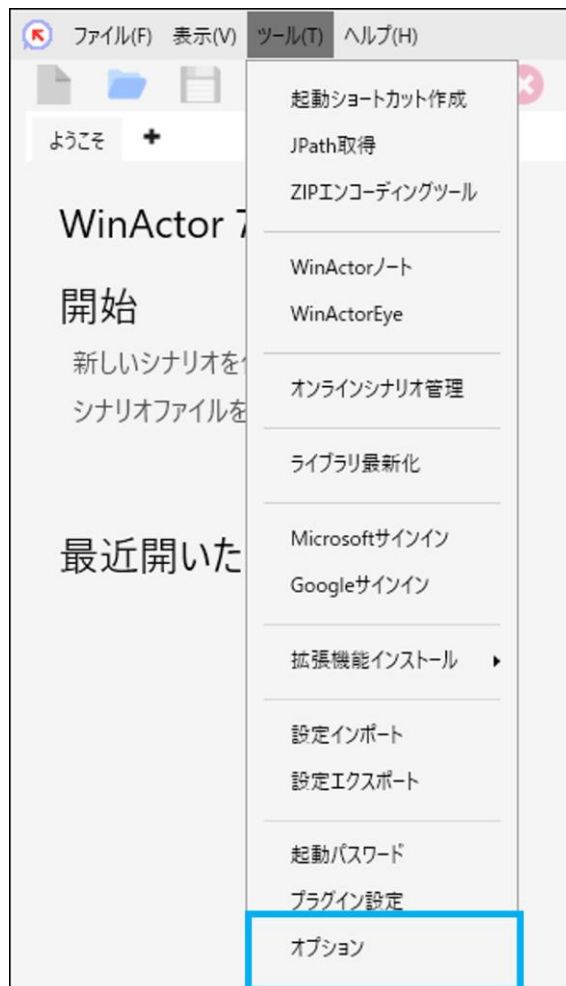 ファイル(F) 表示(V) ツール(T) ヘルプ(H)
ようこそ
WinActor 7
開始
新しいシナリオを
シナリオファイルを
最近開いた
起動ショートカット作成
JPath取得
ZIPエンコーディングツール
WinActorノート
WinActorEye
オンラインシナリオ管理
ライブラリ最新化
Microsoftサインイン
Googleサインイン
拡張機能インストール
設定インポート
設定エクスポート
起動パスワード
プラグイン設定
オプション